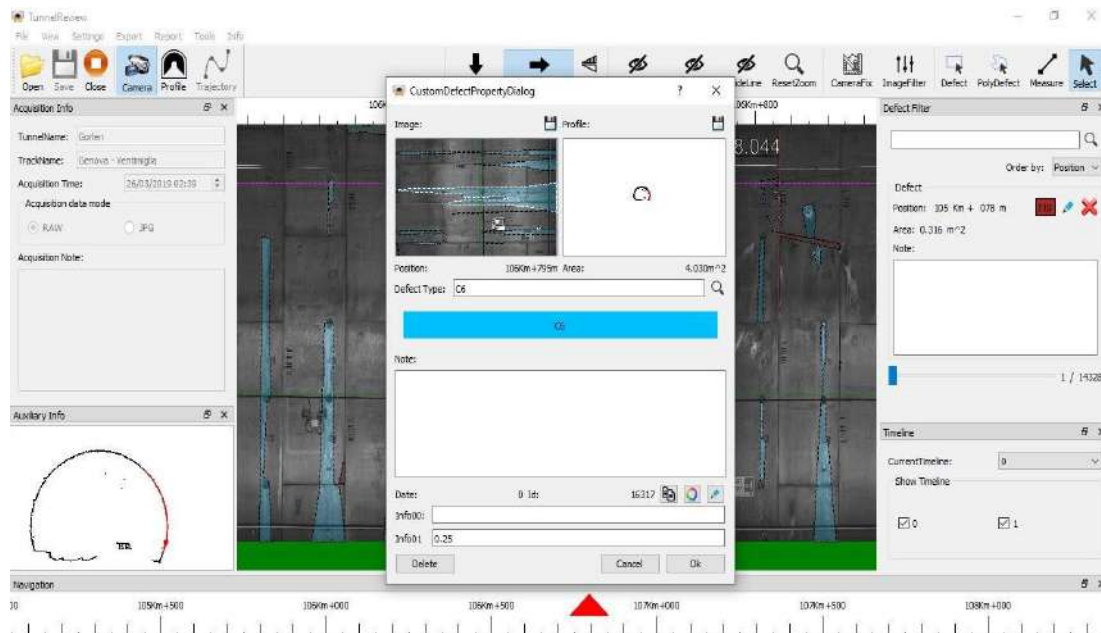 TunnelReview
File View Settings Export Report Tools Info
Open Save Close Camera Profile Trajectory
ResetZoom CameraFix ImageFilter Defect PolyDefect Measure Select
Acquisition Info
TunnelName: Gorleri
TrackName: Genova - Ventimiglia
Acquisition Time: 26/03/2019 02:39
Acquisition data mode
RAW JPG
Acquisition Note:
Auxiliary Info
CustomDefectPropertyDialog ? X
Image: Profile:
Position: 106Km+795m Area: 4.030m^2
Defect Type: C6
C6
Note:
Date: 0 Id: 16317
Info00:
Info01 0.25
Delete Cancel Ok
8.044
Defect Filter
Order by: Position
Defect
Position: 105 Km + 078 m
Area: 0.316 m^2
Note:
1 / 14328
Timeline
CurrentTimeline: 0
Show Timeline
0 1
Navigation
105Km+500 106Km+000 106Km+500 107Km+000 107Km+500 108Km+000